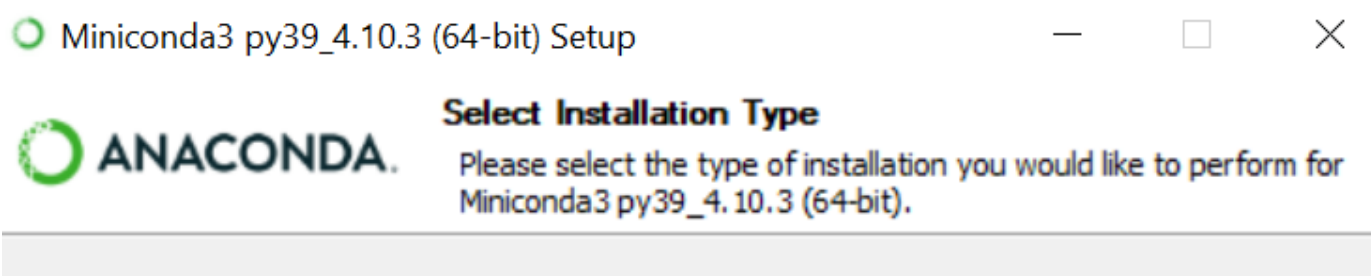 Miniconda3 py39_4.10.3 (64-bit) Setup
ANACONDA.
Select Installation Type
Please select the type of installation you would like to perform for
Miniconda3 py39_4.10.3 (64-bit).